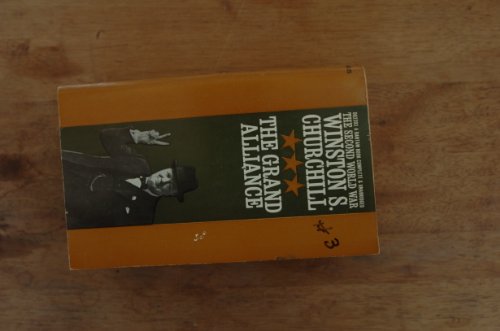 THE SECOND WORLD WAR
WINSTON S.
CHURCHILL
THE GRAND
ALLIANCE
#3